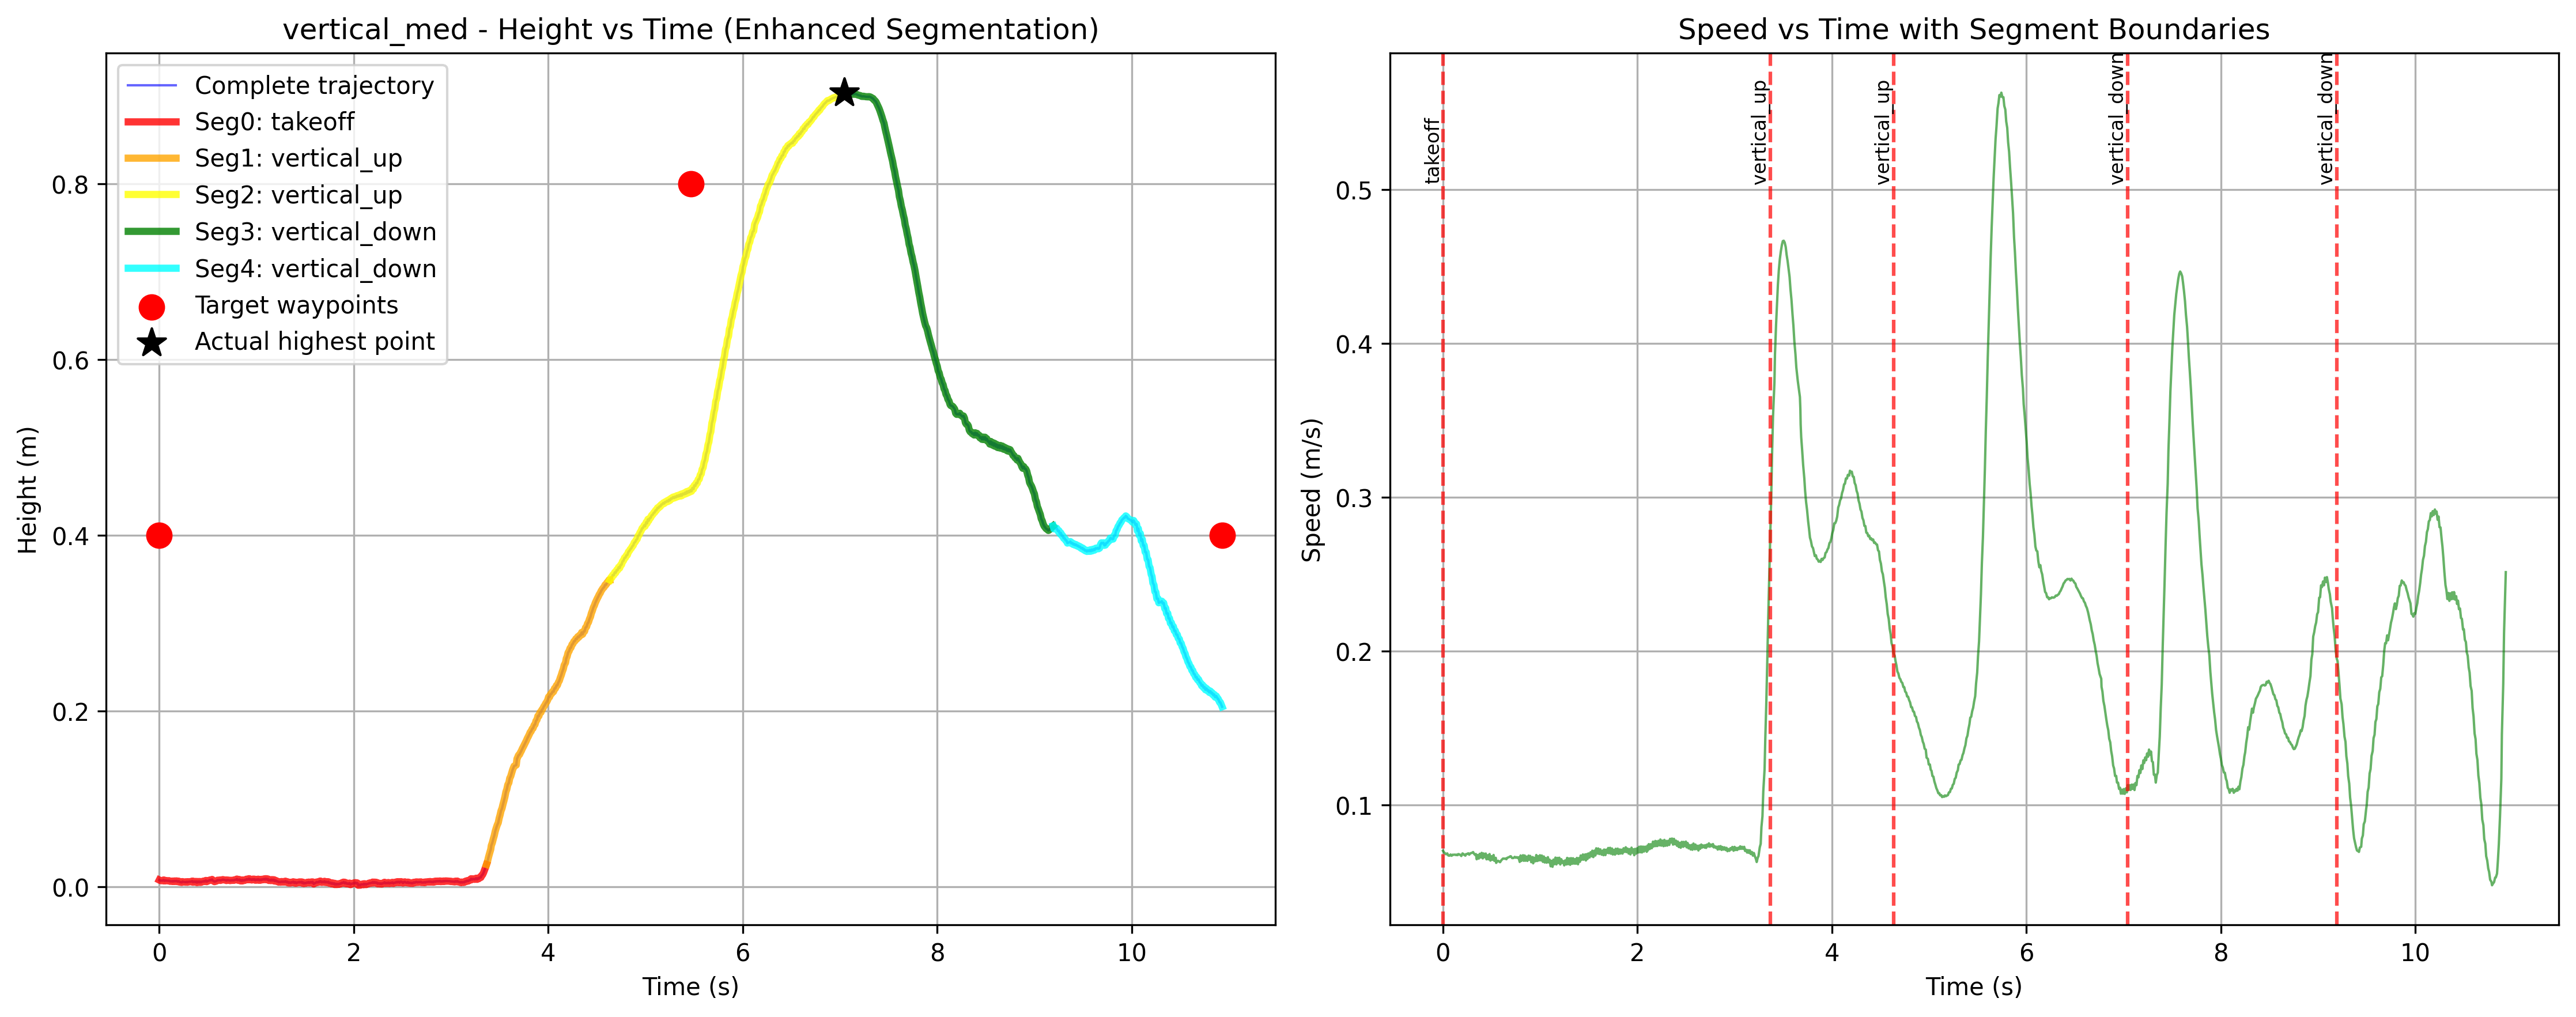 vertical_med - Height vs Time (Enhanced Segmentation)
Complete trajectory
Seg0: takeoff
Seg1: vertical_up
Seg2: vertical_up
Seg3: vertical_down
Seg4: vertical_down
Target waypoints
Actual highest point
Height (m)
0.8
0.6
0.4
0.2
0.0
0 2 4 6 8 10
Time (s)
Speed vs Time with Segment Boundaries
takeoff
vertical_up
vertical_up
vertical_down
vertical_down
Speed (m/s)
0.5
0.4
0.3
0.2
0.1
0 2 4 6 8 10
Time (s)